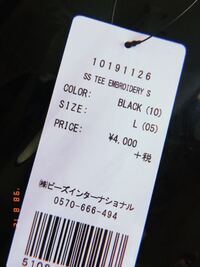 10191126
SS TEE EMBROIDERY S
COLOR:
BLACK (10)
SIZE:
L (05)
PRICE:
¥4,000
+税
㈱ビーズインターナショナル
0570-666-494